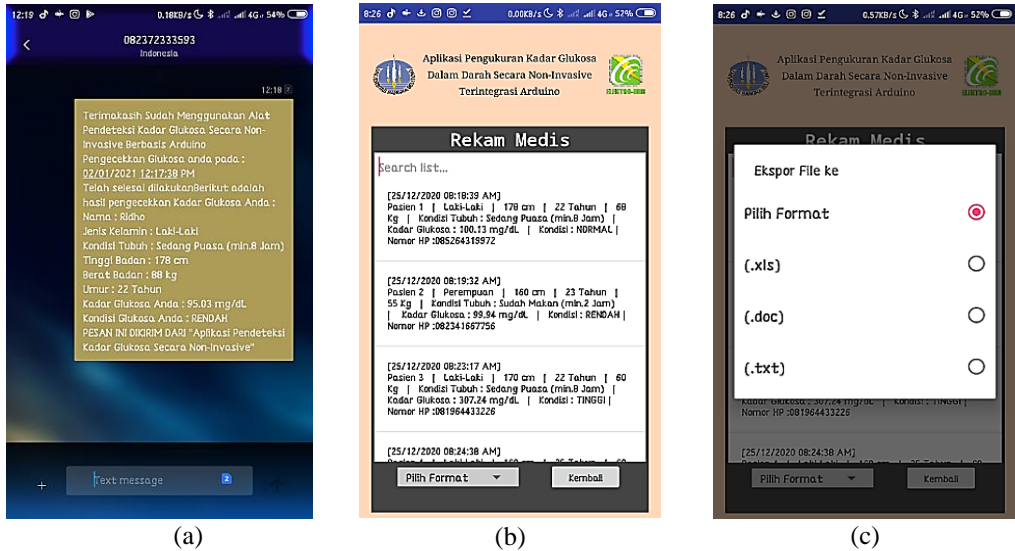 12:19 0.18KB/s 4G 54%
082372333593
Indonesia
12:18 2
Terimakasih Sudah Menggunakan Alat
Pendeteksi Kadar Glukosa Secara Non-
Invasive Berbasis Arduino
Pengecekkan Glukosa anda pada :
02/01/2021 12:17:38 PM
Telah selesai dilakukanBerikut adalah
hasil pengecekkan Kadar Glukosa Anda :
Nama : Ridho
Jenis Kelamin : Laki-Laki
Kondisi Tubuh : Sedang Puasa (min.8 Jam)
Tinggi Badan : 178 cm
Berat Badan : 88 kg
Umur : 22 Tahun
Kadar Glukosa Anda : 95.03 mg/dL
Kondisi Glukosa Anda : RENDAH
PESAN INI DIKIRIM DARI "Aplikasi Pendeteksi
Kadar Glukosa Secara Non-Invasive"
+ Text message 2
(a)
8:26 0.00KB/s 4G 52%
Aplikasi Pengukuran Kadar Glukosa
Dalam Darah Secara Non-Invasive
Terintegrasi Arduino
Rekam Medis
Search list...
[25/12/2020 08:18:39 AM]
Pasien 1 | Laki-Laki | 178 cm | 22 Tahun | 68
Kg | Kondisi Tubuh : Sedang Puasa (min.8 Jam) |
Kadar Glukosa : 100.13 mg/dL | Kondisi : NORMAL |
Nomor HP :085264319972
[25/12/2020 08:19:32 AM]
Pasien 2 | Perempuan | 160 cm | 23 Tahun |
55 Kg | Kondisi Tubuh : Sudah Makan (min.2 Jam)
| Kadar Glukosa : 99,94 mg/dL | Kondisi : RENDAH |
Nomor HP :082341667756
[25/12/2020 08:23:17 AM]
Pasien 3 | Laki-Laki | 170 cm | 22 Tahun | 60
Kg | Kondisi Tubuh : Sedang Puasa (min.8 Jam) |
Kadar Glukosa : 307.24 mg/dL | Kondisi : TINGGI |
Nomor HP :081964433226
[25/12/2020 08:24:38 AM]
Pilih Format
Kembali
(b)
8:26 0.57KB/s 4G 52%
Aplikasi Pengukuran Kadar Glukosa
Dalam Darah Secara Non-Invasive
Terintegrasi Arduino
Rekam Medis
Ekspor File ke
Pilih Format
(.xls)
(.doc)
(.txt)
Kadar Glukosa : 307.24 mg/dL | Kondisi : TINGGI |
Nomor HP :081964433226
[25/12/2020 08:24:38 AM]
Pilih Format
Kembali
(c)